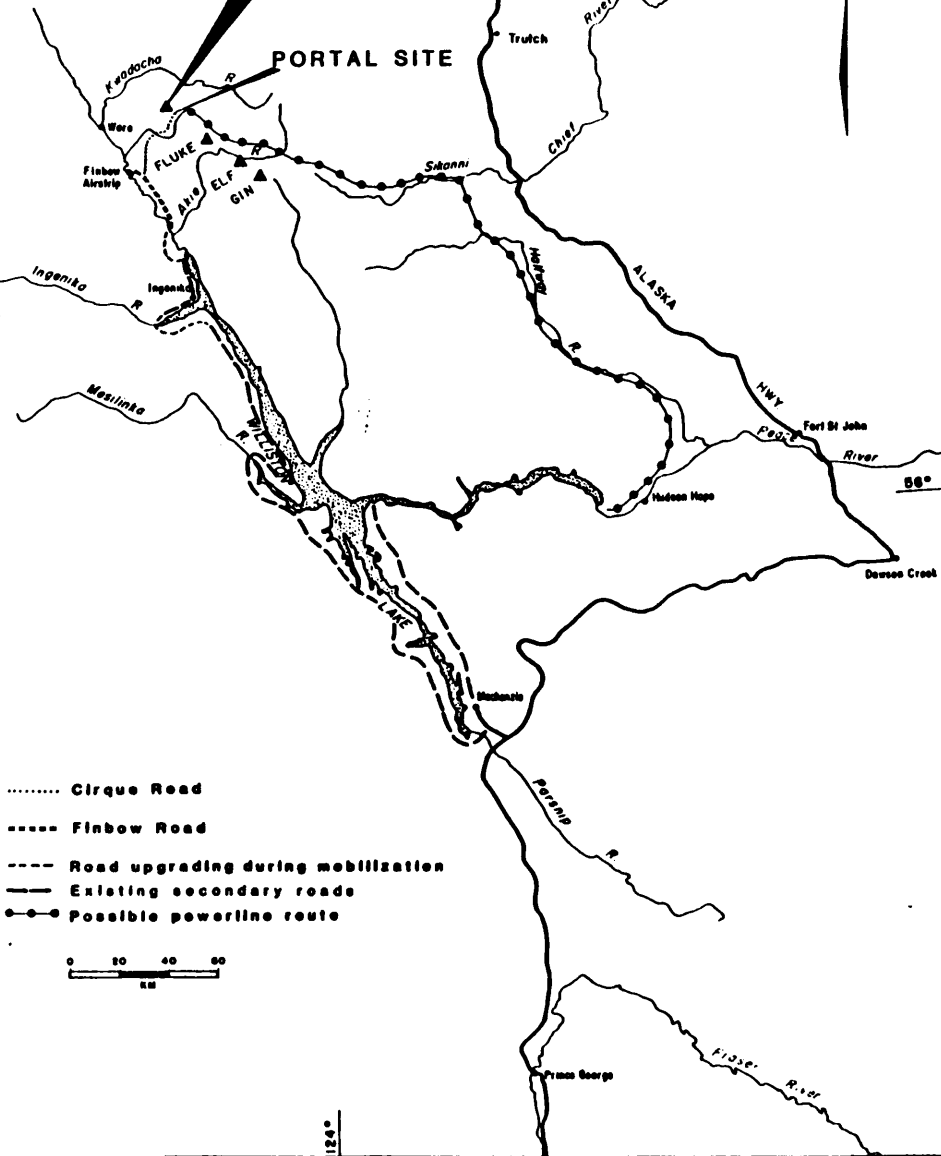 River
Trutch
PORTAL SITE
Kwadacha
R
Ware
Chief
FLUKE
R
Sikanni
Finbow
Airstrip
ELF
Akie
GIN
Halfway
Ingenika
ALASKA
Ingenika
R
R.
Mesilinka
HWY
Fort St John
Peace
River
R.
WILLISTON
56°
Hudson Hope
Dawson Creek
LAKE
Mackenzie
Parsnip
R.
Cirque Road
Finbow Road
Road upgrading during mobilization
Existing secondary roads
Possible powerline route
0 20 40 60
KM
Fraser
River
Prince George
124°